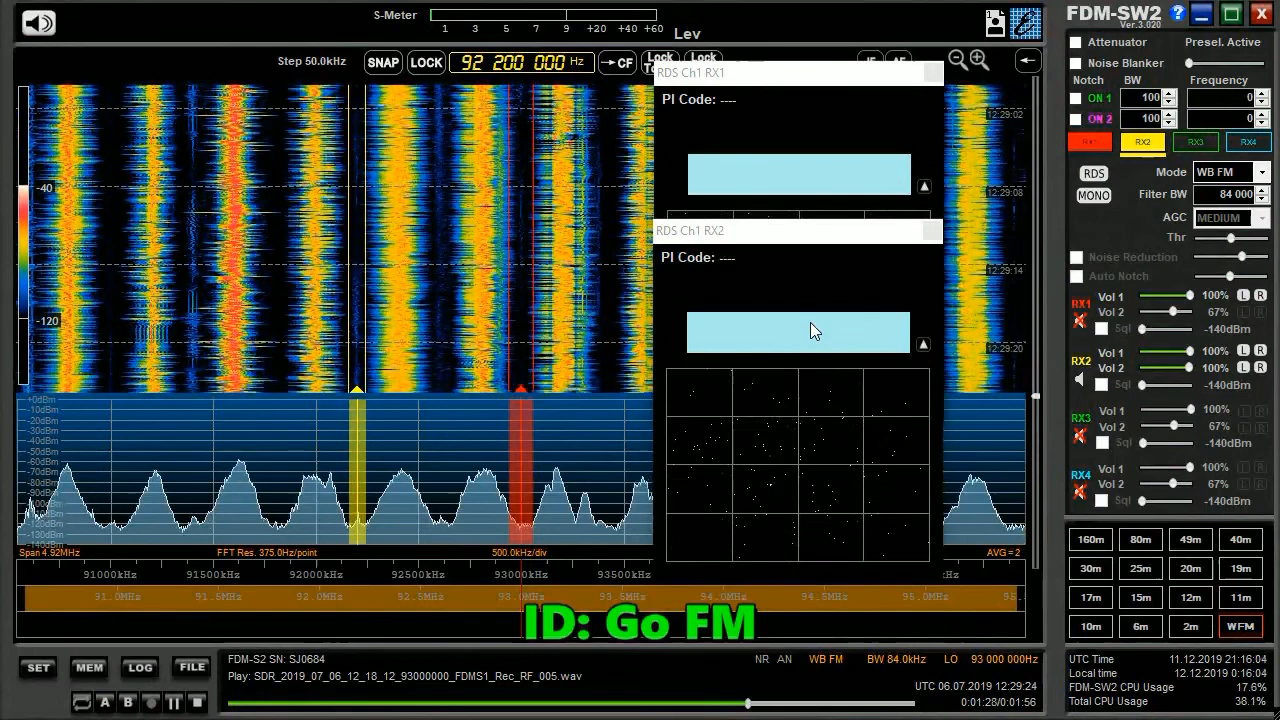 S-Meter
1 3 5 7 9 +20 +40 +60
Lev
FDM-SW2
Ver.3.020
Step 50.0kHz
SNAP LOCK 92 200 000 Hz →CF
RDS Ch1 RX1
PI Code: ----
RDS Ch1 RX2
PI Code: ----
-40
-120
12:29:02
12:29:08
12:29:14
12:29:20
+0dBm
-10dBm
-20dBm
-30dBm
-40dBm
-50dBm
-60dBm
-70dBm
-80dBm
-90dBm
-120dBm
Span 4.92MHz FFT Res. 375.0Hz/point 500.0kHz/div AVG=2
91000kHz 91500kHz 92000kHz 92500kHz 93000kHz 93500kHz kHz
91.0MHz 91.5MHz 92.0MHz 92.5MHz 93.0MHz 93.5MHz 94.0MHz 94.5MHz 95.0MHz
ID: Go FM
Attenuator Presel. Active
Noise Blanker
Notch BW Frequency
ON 1 100 0
ON 2 100 0
RX1 RX2 RX3 RX4
RDS Mode WB FM
MONO Filter BW 84 000
AGC MEDIUM
Thr
Noise Reduction
Auto Notch
RX1 Vol 1 100% L R
Vol 2 67%
Sql -140dBm
RX2 Vol 1 100% L R
Vol 2 100% L R
Sql -140dBm
RX3 Vol 1 100% L R
Vol 2 67% L R
Sql -140dBm
RX4 Vol 1 100% L R
Vol 2 67% L R
Sql -140dBm
160m 80m 49m 40m
30m 25m 20m 19m
17m 15m 12m 11m
10m 6m 2m WFM
SET MEM LOG FILE
A B
FDM-S2 SN: SJ0684 NR AN WB FM BW 84.0kHz LO 93 000 000Hz
Play: SDR_2019_07_06_12_18_12_93000000_FDMS1_Rec_RF_005.wav
UTC 06.07.2019 12:29:24
0:01:28/0:01:56
UTC Time 11.12.2019 21:16:04
Local time 12.12.2019 0:16:04
FDM-SW2 CPU Usage 17.6%
Total CPU Usage 38.1%